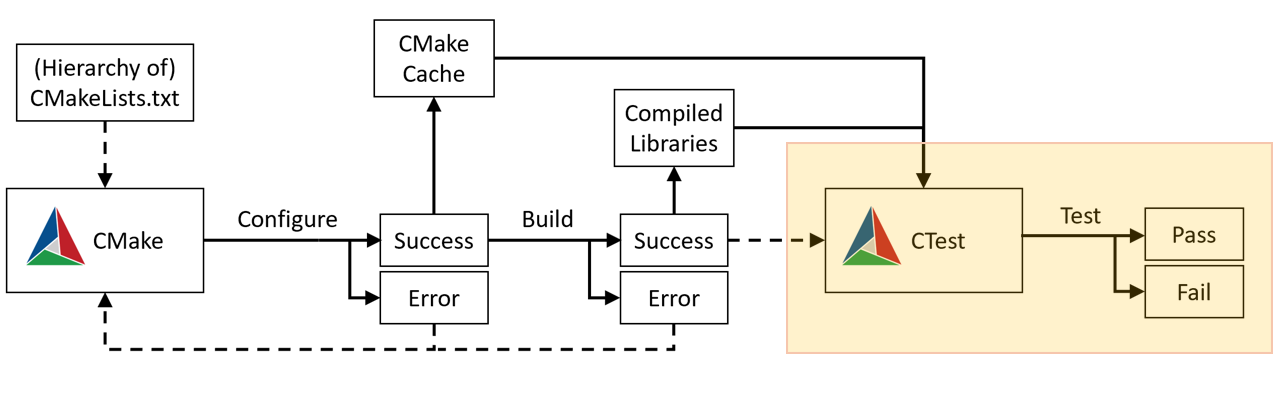 (Hierarchy of)
CMakeLists.txt
CMake
Cache
Compiled
Libraries
CMake
Configure
Success
Error
Build
Success
Error
CTest
Test
Pass
Fail